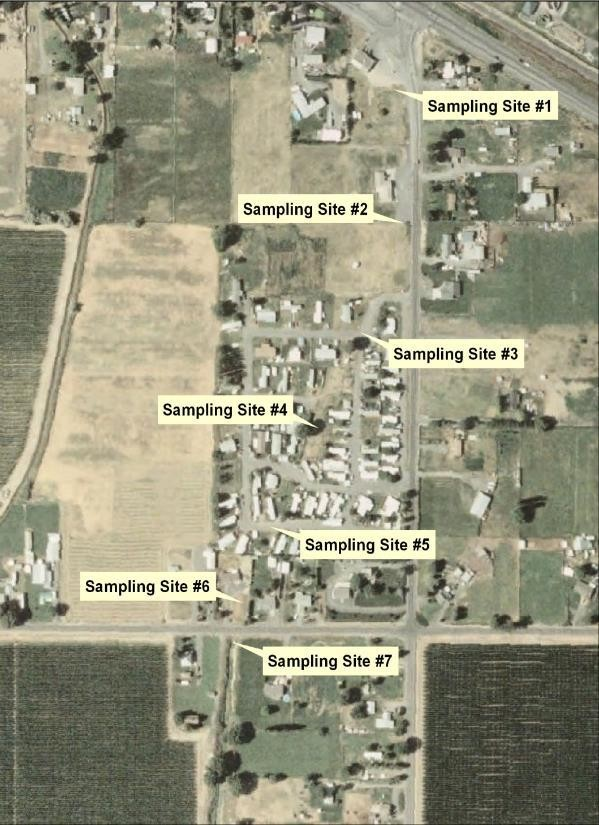 Sampling Site #1
Sampling Site #2
Sampling Site #3
Sampling Site #4
Sampling Site #5
Sampling Site #6
Sampling Site #7